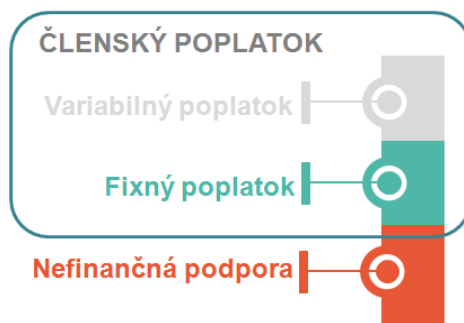 ČLENSKÝ POPLATOK
Variabilný poplatok
Fixný poplatok
Nefinančná podpora